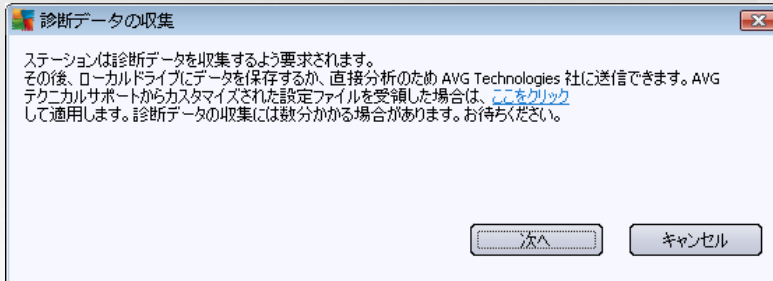 診断データの収集
ステーションは診断データを収集するよう要求されます。
その後、ローカルドライブにデータを保存するか、直接分析のため AVG Technologies 社に送信できます。AVG
テクニカルサポートからカスタマイズされた設定ファイルを受領した場合は、ここをクリック
して適用します。診断データの収集には数分かかる場合があります。お待ちください。
次へ
キャンセル